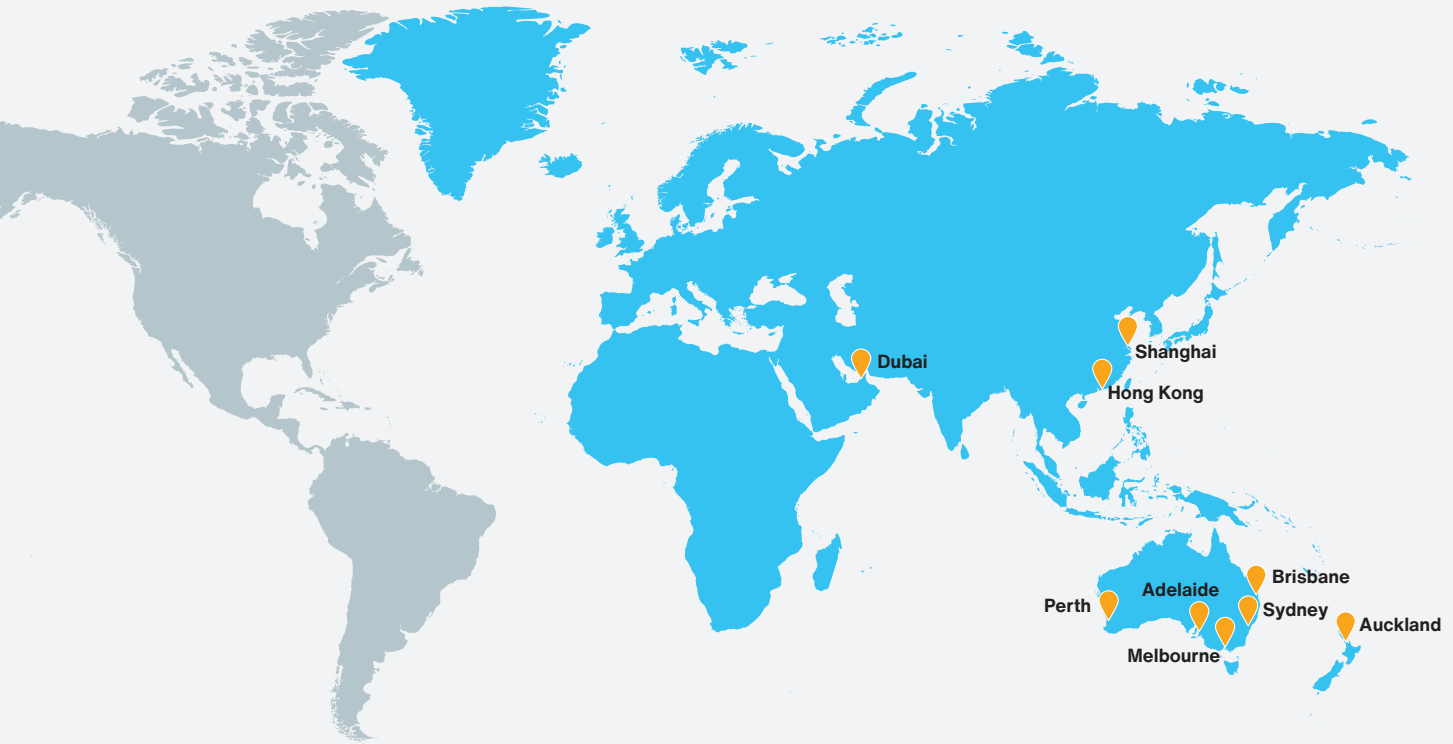 Shanghai
Dubai
Hong Kong
Brisbane
Adelaide
Perth
Sydney
Auckland
Melbourne